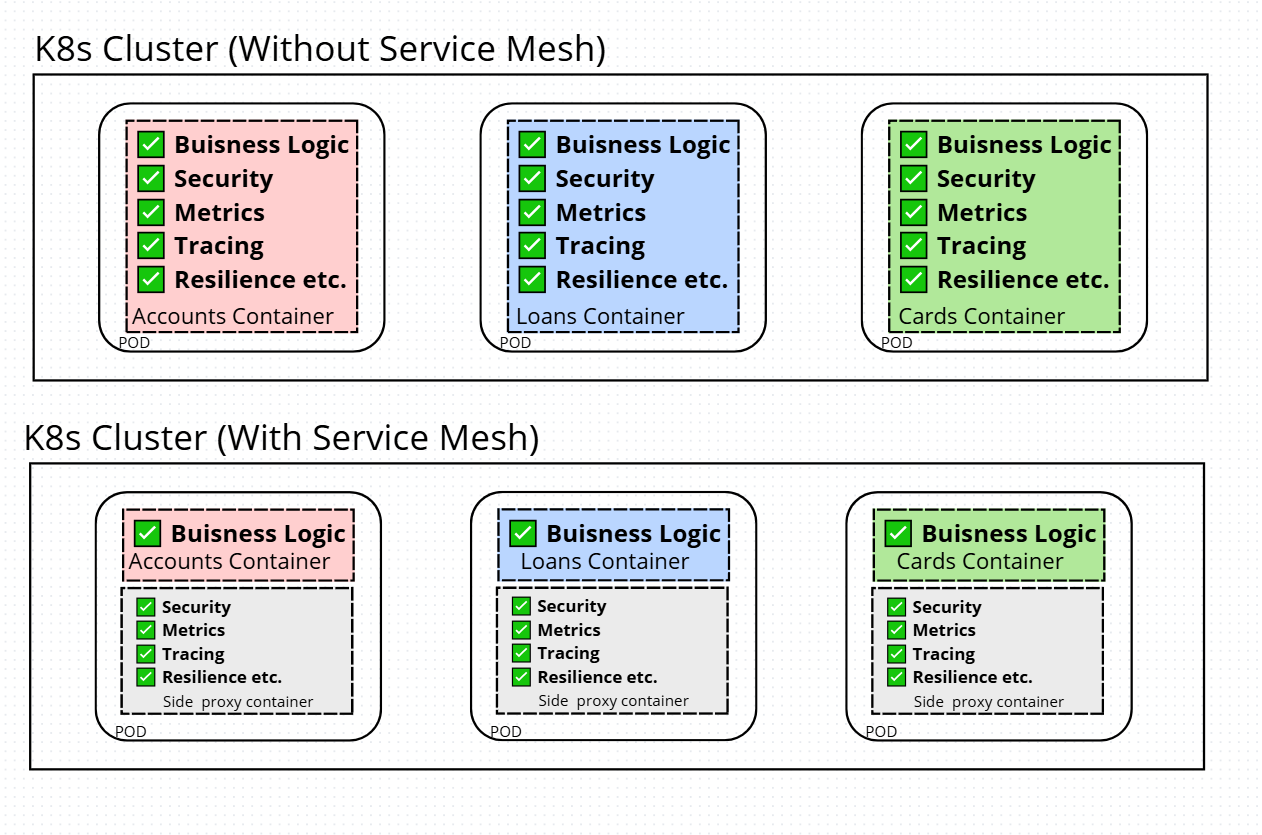 K8s Cluster (Without Service Mesh)
Buisness Logic
Security
Metrics
Tracing
Resilience etc.
Accounts Container
POD
Buisness Logic
Security
Metrics
Tracing
Resilience etc.
Loans Container
POD
Buisness Logic
Security
Metrics
Tracing
Resilience etc.
Cards Container
POD
K8s Cluster (With Service Mesh)
Buisness Logic
Accounts Container
Security
Metrics
Tracing
Resilience etc.
Side proxy container
POD
Buisness Logic
Loans Container
Security
Metrics
Tracing
Resilience etc.
Side proxy container
POD
Buisness Logic
Cards Container
Security
Metrics
Tracing
Resilience etc.
Side proxy container
POD